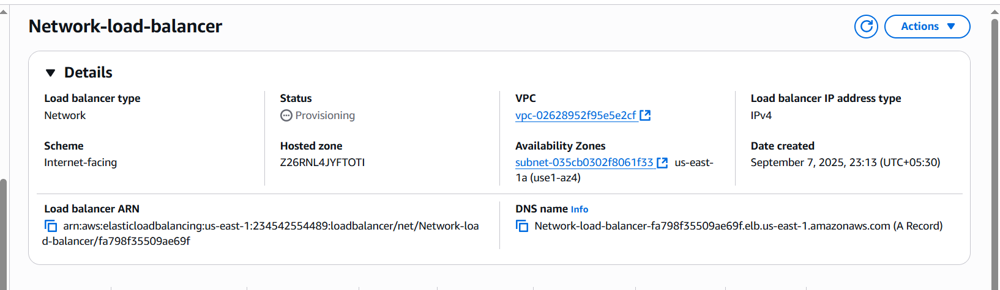 Network-load-balancer
Actions
Details
Load balancer type
Network
Status
Provisioning
VPC
vpc-02628952f95e5e2cf
Load balancer IP address type
IPv4
Scheme
Internet-facing
Hosted zone
Z26RNL4JYFTOTI
Availability Zones
subnet-035cb0302f8061f33 us-east-
1a (use1-az4)
Date created
September 7, 2025, 23:13 (UTC+05:30)
Load balancer ARN
arn:aws:elasticloadbalancing:us-east-1:234542554489:loadbalancer/net/Network-loa
d-balancer/fa798f35509ae69f
DNS name Info
Network-load-balancer-fa798f35509ae69f.elb.us-east-1.amazonaws.com (A Record)